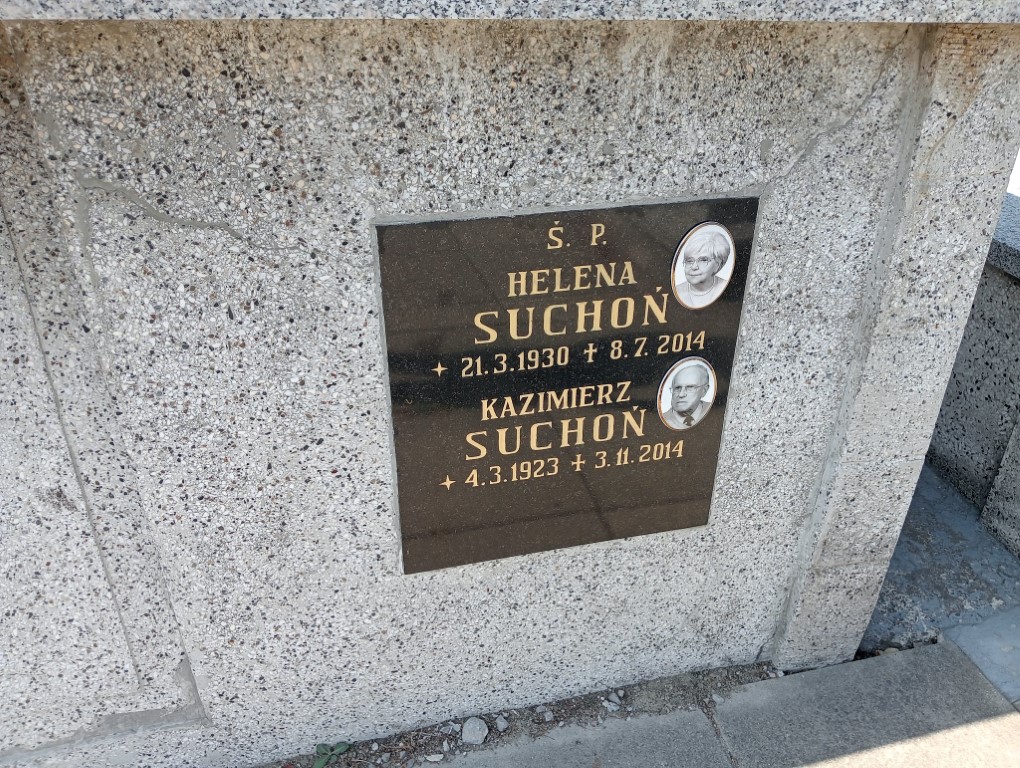 Ś. P.
HELENA
SUCHOŃ
✦ 21.3.1930 ✝ 8.7.2014
KAZIMIERZ
SUCHOŃ
✦ 4.3.1923 ✝ 3.11.2014